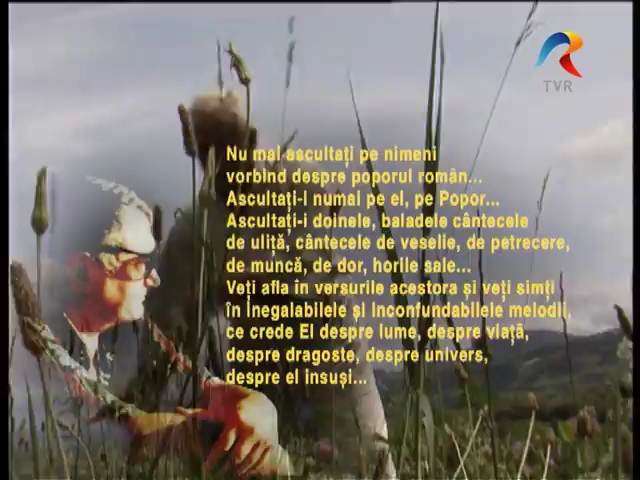 TVR
Nu mai ascultați pe nimeni
vorbind despre poporul român...
Ascultați-l numai pe el, pe Popor...
Ascultați-i doinele, baladele cântecele
de uliță, cântecele de veselie, de petrecere,
de muncă, de dor, horile sale...
Veți afla în versurile acestora și veți simți
în inegalabilele și inconfundabilele melodii,
ce crede El despre lume, despre viață,
despre dragoste, despre univers,
despre el însuși...